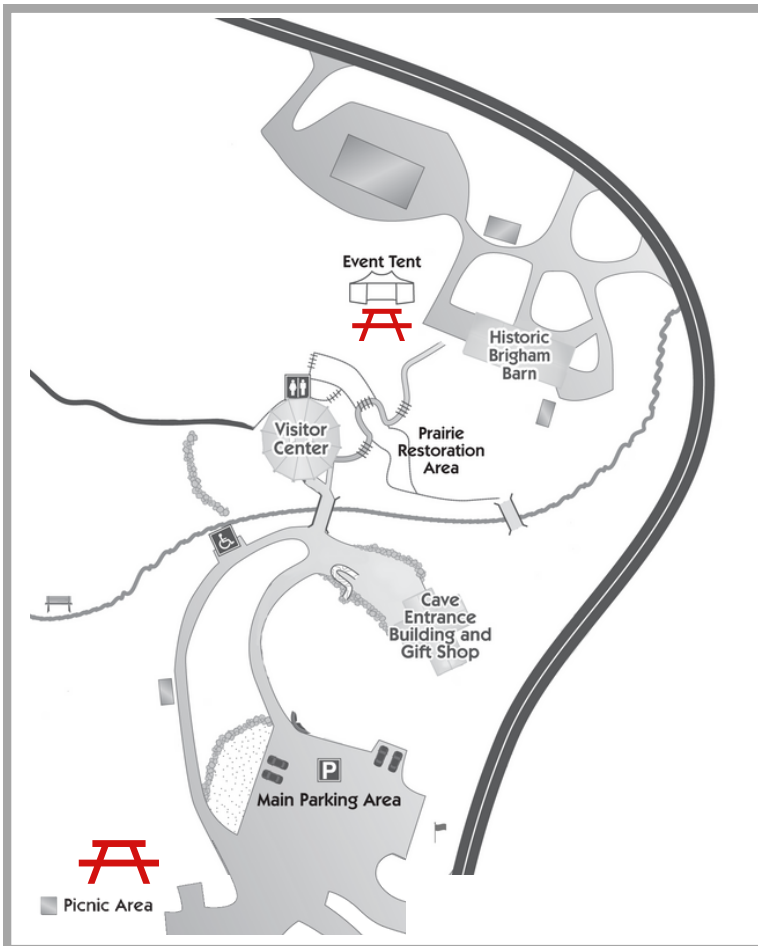 Event Tent
Historic
Brigham
Barn
Visitor
Center
Prairie
Restoration
Area
Cave
Entrance
Building and
Gift Shop
P
Main Parking Area
Picnic Area